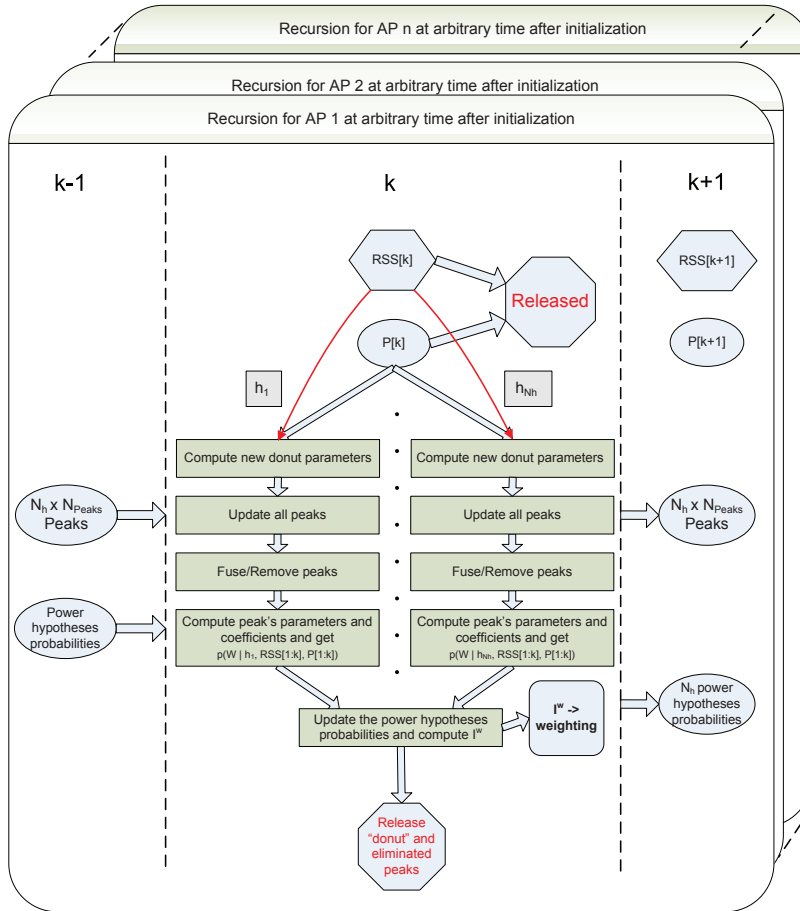 Recursion for AP n at arbitrary time after initialization
Recursion for AP 2 at arbitrary time after initialization
Recursion for AP 1 at arbitrary time after initialization
k-1
k
k+1
RSS[k]
RSS[k+1]
Released
P[k]
P[k+1]
h1
hNh
Compute new donut parameters
Compute new donut parameters
Nh x NPeaks
Peaks
Update all peaks
Update all peaks
Nh x NPeaks
Peaks
Fuse/Remove peaks
Fuse/Remove peaks
Power
hypotheses
probabilities
Compute peak's parameters and
coefficients and get
p(W | h1, RSS[1:k], P[1:k])
Compute peak's parameters and
coefficients and get
p(W | hNh, RSS[1:k], P[1:k])
Update the power hypotheses
probabilities and compute Iw
Iw ->
weighting
Nh power
hypotheses
probabilities
Release
"donut" and
eliminated
peaks